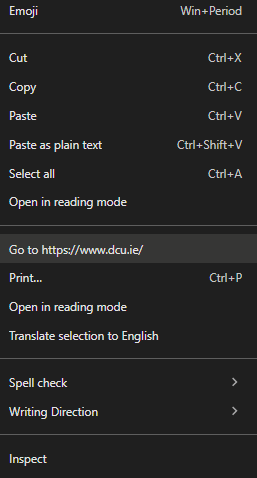 Emoji Win+Period
Cut Ctrl+X
Copy Ctrl+C
Paste Ctrl+V
Paste as plain text Ctrl+Shift+V
Select all Ctrl+A
Open in reading mode
Go to https://www.dcu.ie/
Print... Ctrl+P
Open in reading mode
Translate selection to English
Spell check
Writing Direction
Inspect